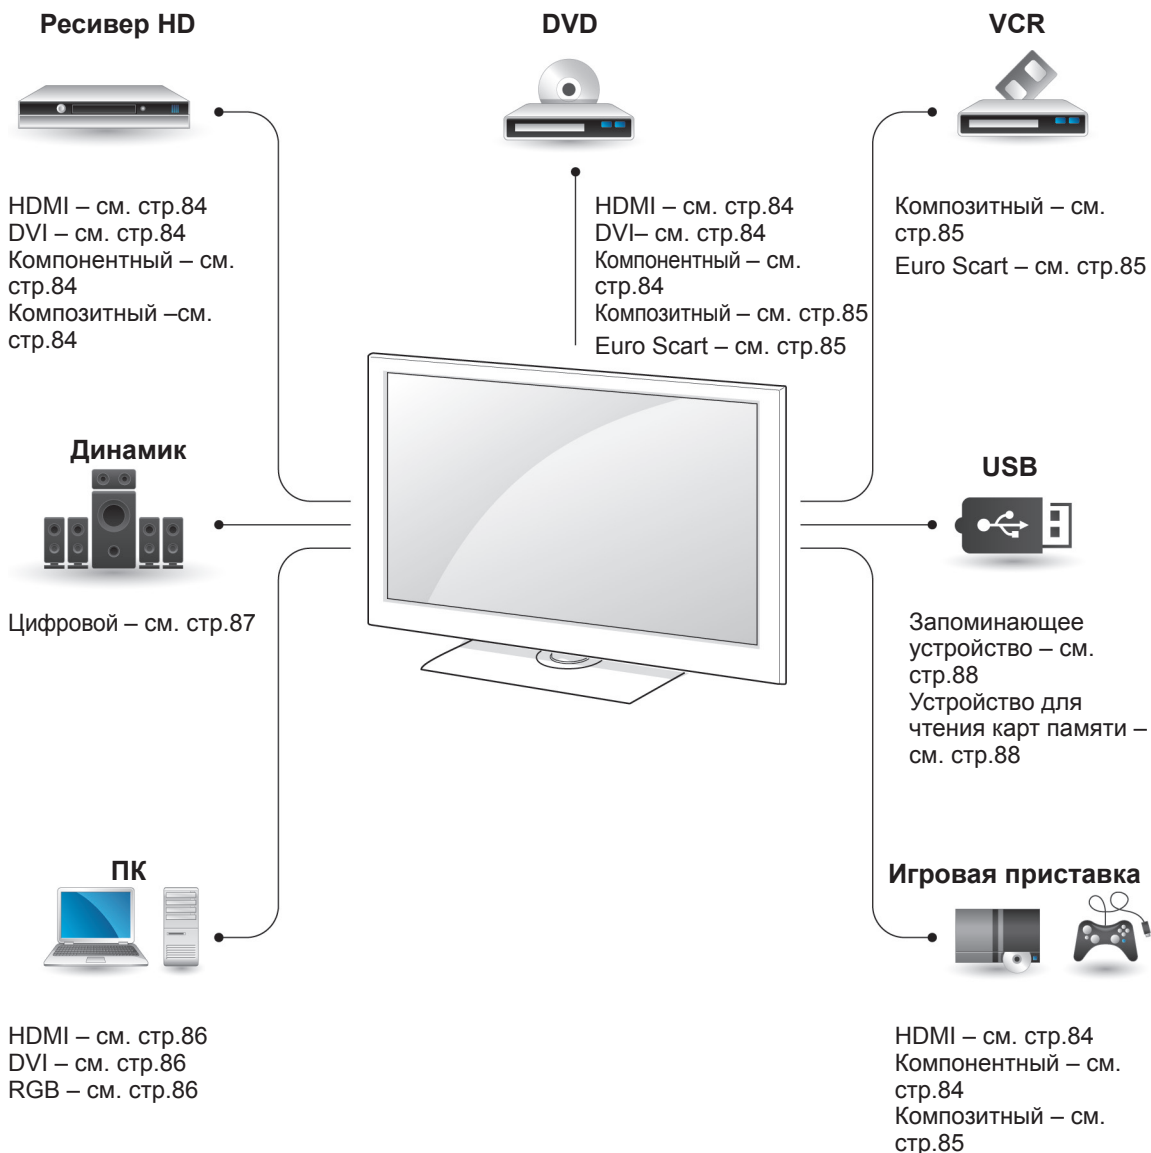 Ресивер HD
HDMI – см. стр.84
DVI – см. стр.84
Компонентный – см.
стр.84
Композитный –см.
стр.84
DVD
HDMI – см. стр.84
DVI– см. стр.84
Компонентный – см.
стр.84
Композитный – см. стр.85
Euro Scart – см. стр.85
VCR
Композитный – см.
стр.85
Euro Scart – см. стр.85
Динамик
Цифровой – см. стр.87
USB
Запоминающее
устройство – см.
стр.88
Устройство для
чтения карт памяти –
см. стр.88
ПК
HDMI – см. стр.86
DVI – см. стр.86
RGB – см. стр.86
Игровая приставка
HDMI – см. стр.84
Компонентный – см.
стр.84
Композитный – см.
стр.85